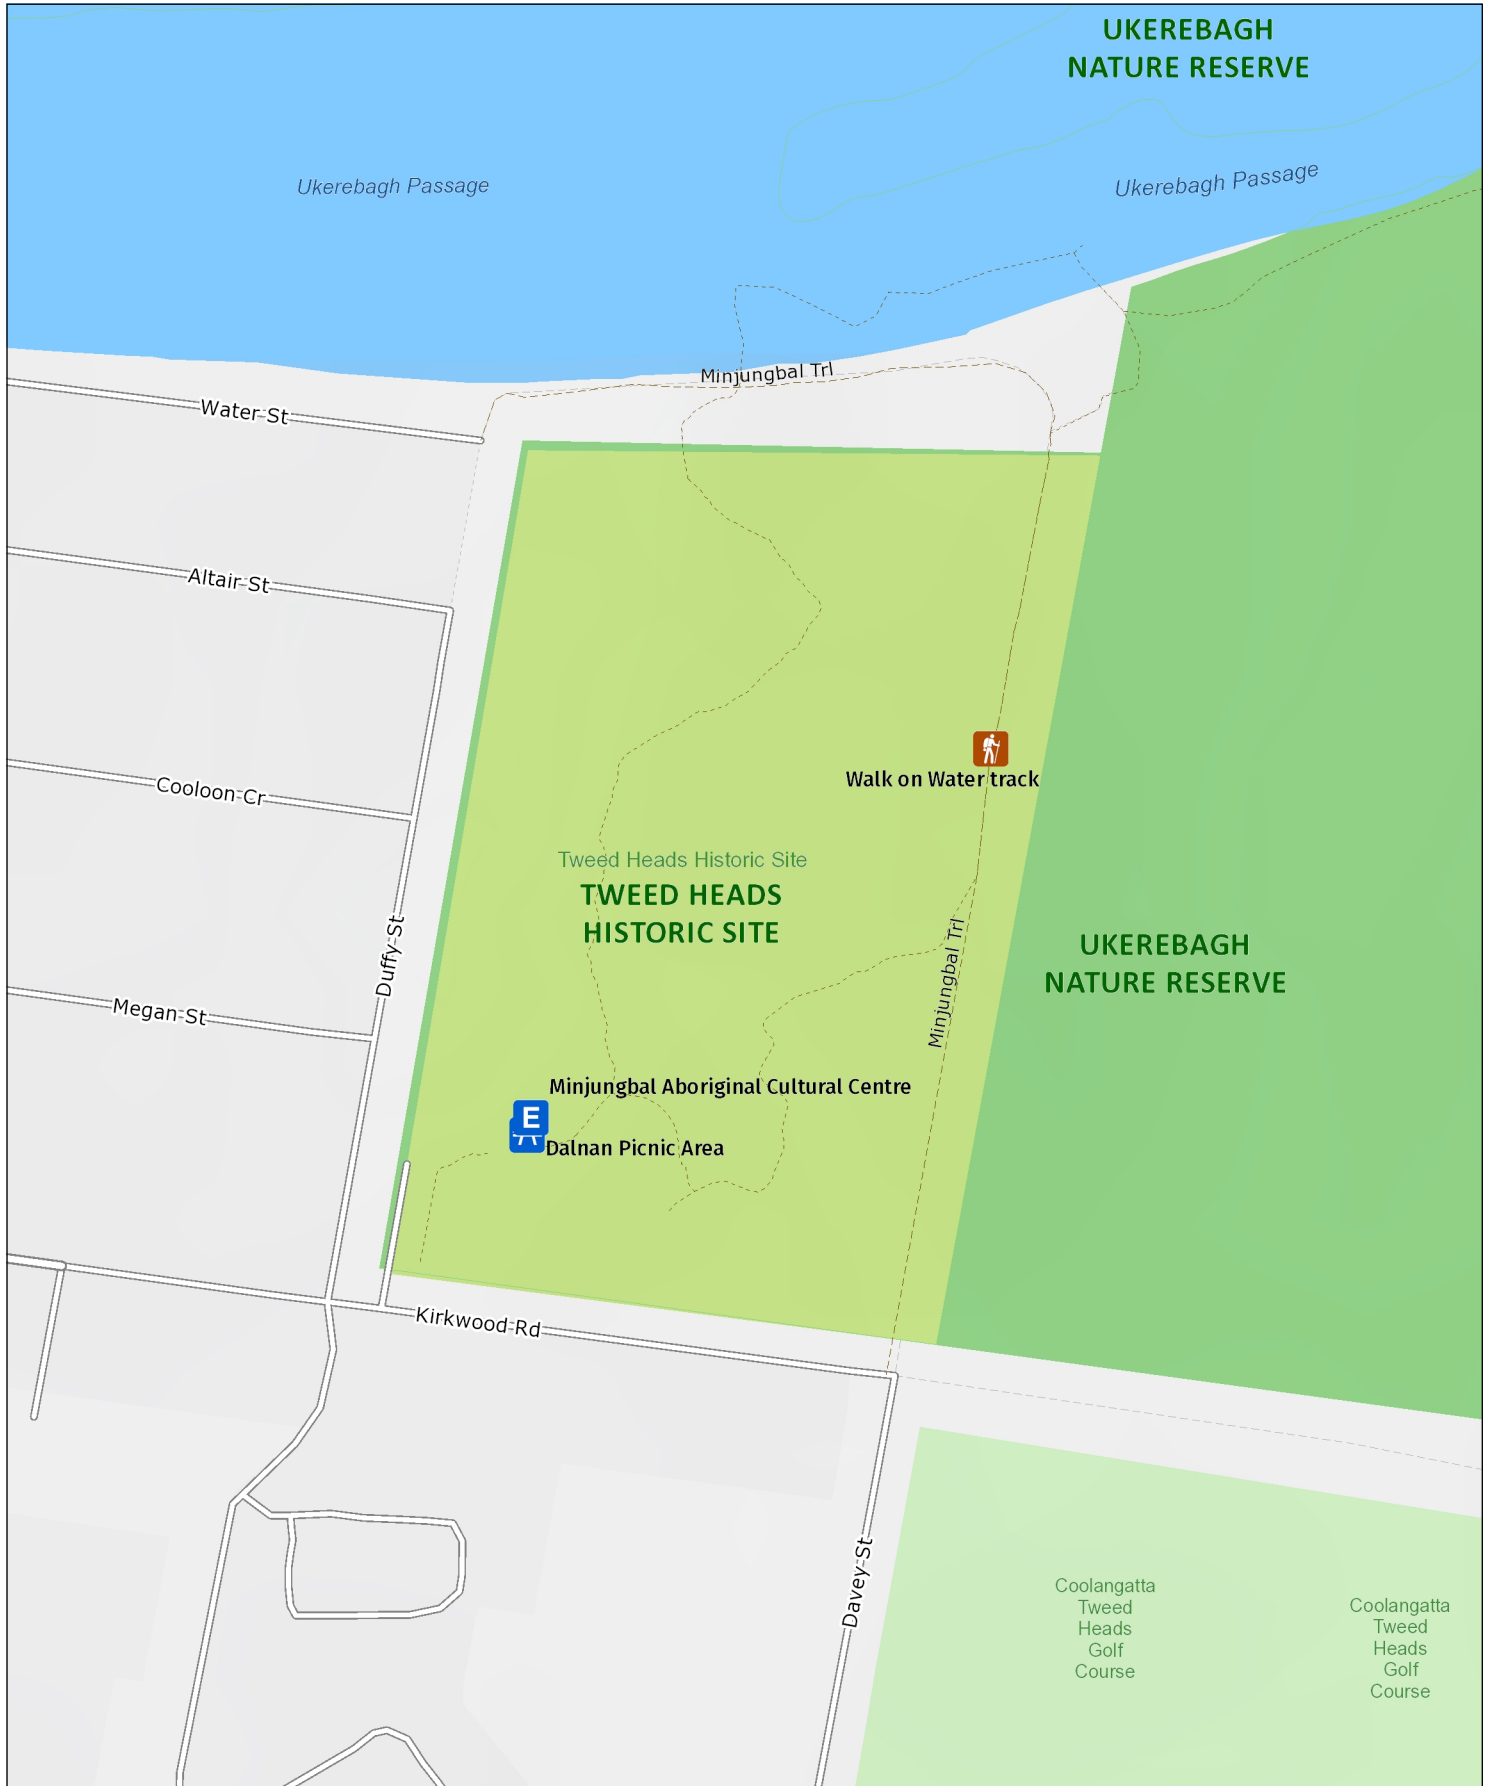 UKEREBAGH
NATURE RESERVE
Ukerebagh Passage
Ukerebagh Passage
Minjungbal Trl
Water St
Altair St
Walk on Water track
Cooloon Cr
Tweed Heads Historic Site
TWEED HEADS
HISTORIC SITE
Duffy St
Minjungbal Trl
UKEREBAGH
NATURE RESERVE
Megan St
Minjungbal Aboriginal Cultural Centre
E
Dalnan Picnic Area
Kirkwood Rd
Davey St
Coolangatta
Tweed
Heads
Golf
Course
Coolangatta
Tweed
Heads
Golf
Course